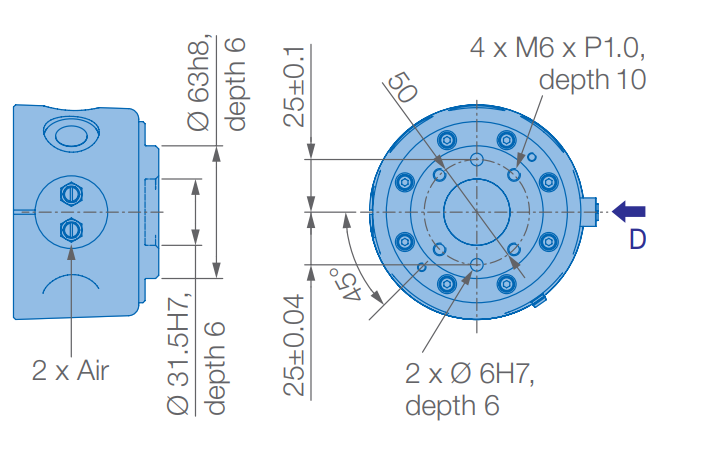 Ø 63h8,
depth 6
25±0.1
50
4 x M6 x P1.0,
depth 10
D
45°
2 x Air
Ø 31.5H7,
depth 6
25±0.04
2 x Ø 6H7,
depth 6